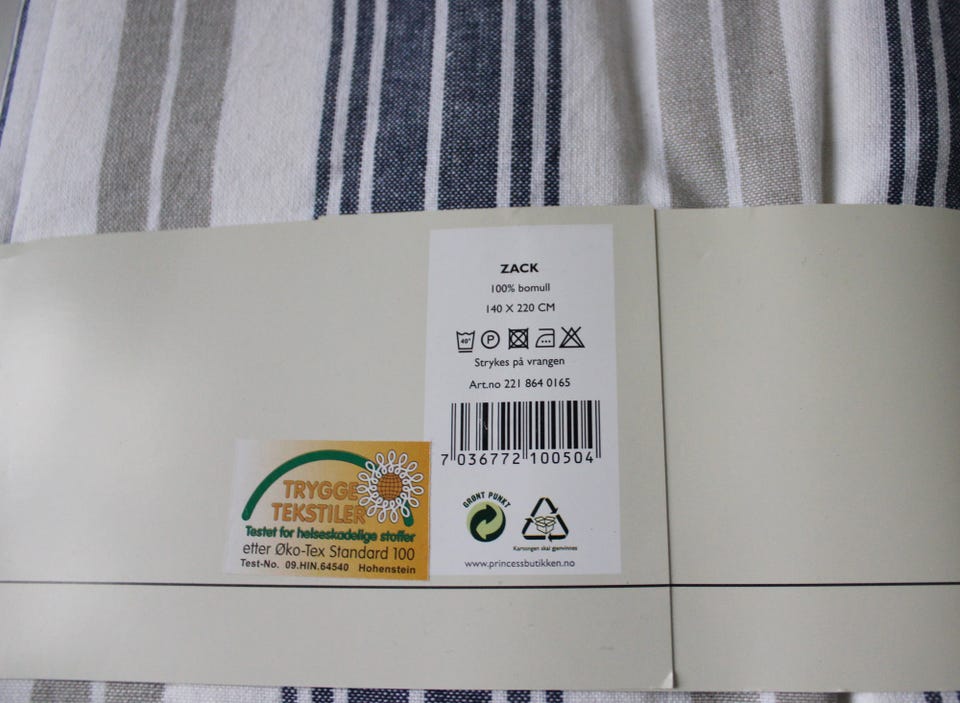 ZACK
100% bomull
140 X 220 CM
40°
P
Strykes på vrangen
Art.no 221 864 0165
7 036772 100504
GRØNT PUNKT
Kartongen skal gjenvinnes
www.princessbutikken.no
TRYGGE
TEKSTILER
Testet for helseskadelige stoffer
etter Øko-Tex Standard 100
Test-No. 09.HIN.64540 Hohenstein